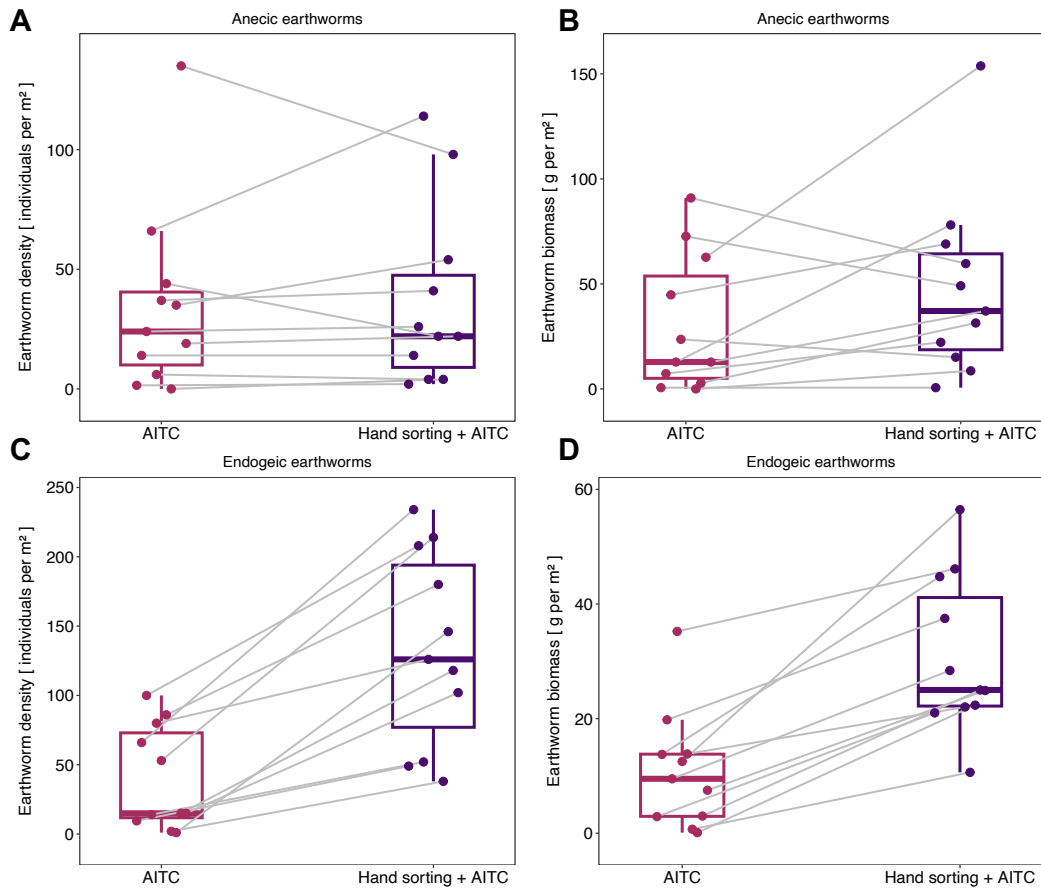 A
Anecic earthworms
Earthworm density [ individuals per m² ]
100
50
0
AITC
Hand sorting + AITC
B
Anecic earthworms
Earthworm biomass [ g per m² ]
150
100
50
0
AITC
Hand sorting + AITC
C
Endogeic earthworms
Earthworm density [ individuals per m² ]
250
200
150
100
50
0
AITC
Hand sorting + AITC
D
Endogeic earthworms
Earthworm biomass [ g per m² ]
60
40
20
0
AITC
Hand sorting + AITC